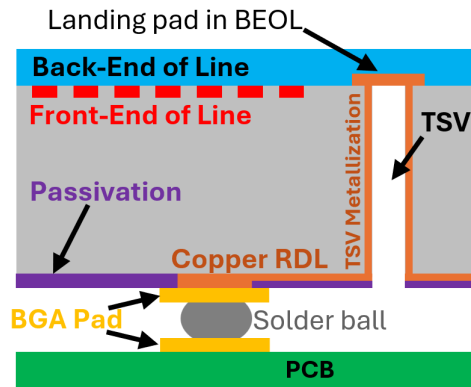 Landing pad in BEOL
Back-End of Line
Front-End of Line
TSV Metallization
TSV
Passivation
Copper RDL
BGA Pad
Solder ball
PCB